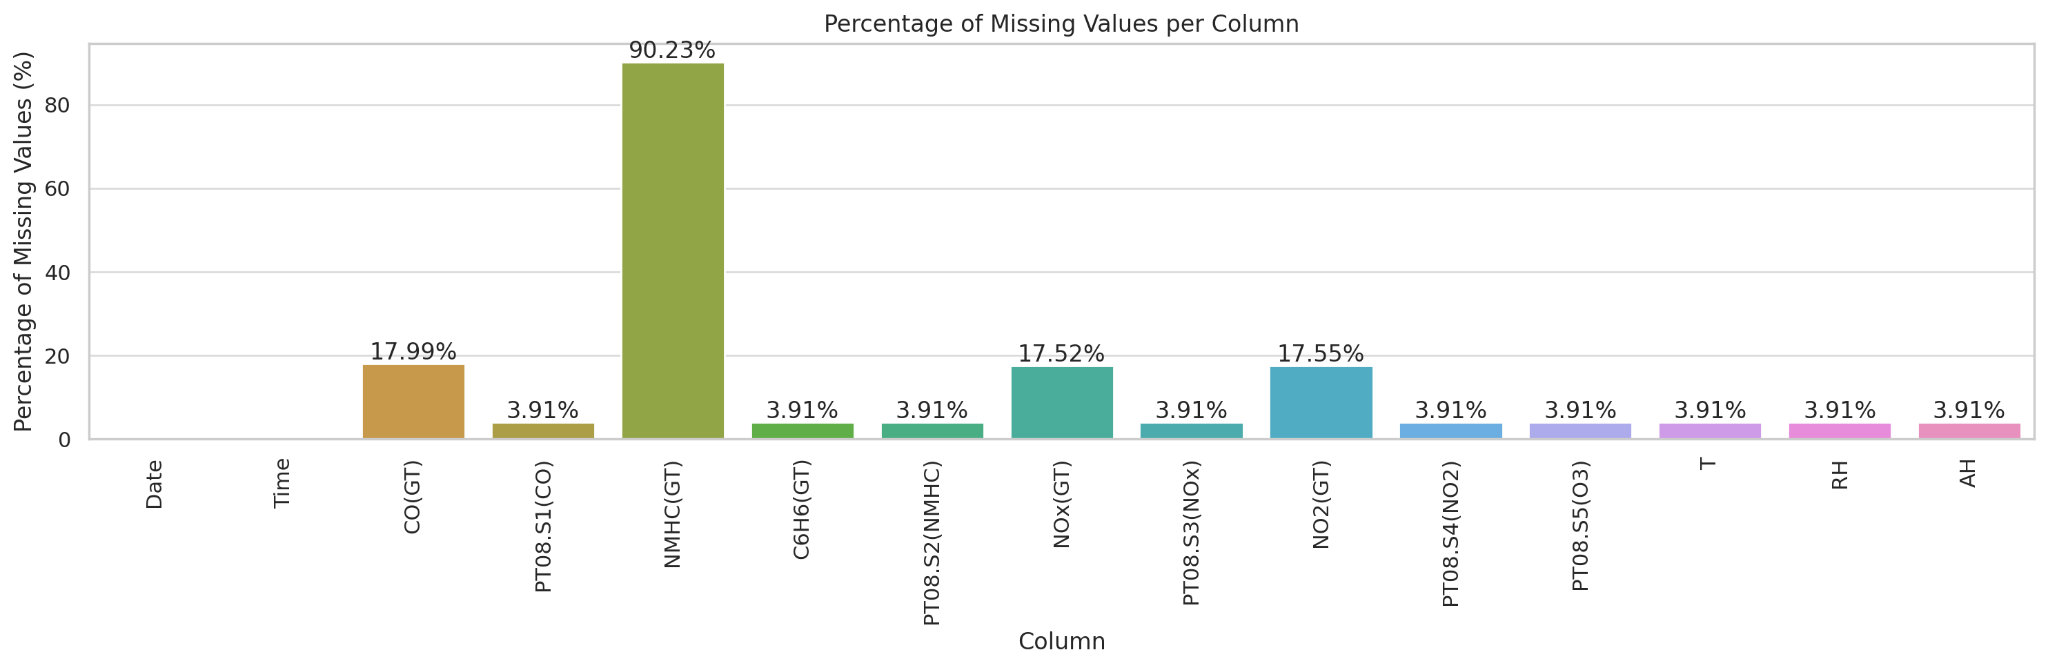 Percentage of Missing Values per Column
Percentage of Missing Values (%)
80
60
40
20
0
90.23%
17.99%
3.91%
3.91%
3.91%
17.52%
3.91%
17.55%
3.91%
3.91%
3.91%
3.91%
3.91%
Date
Time
CO(GT)
PT08.S1(CO)
NMHC(GT)
C6H6(GT)
PT08.S2(NMHC)
NOx(GT)
PT08.S3(NOx)
NO2(GT)
PT08.S4(NO2)
PT08.S5(O3)
T
RH
AH
Column